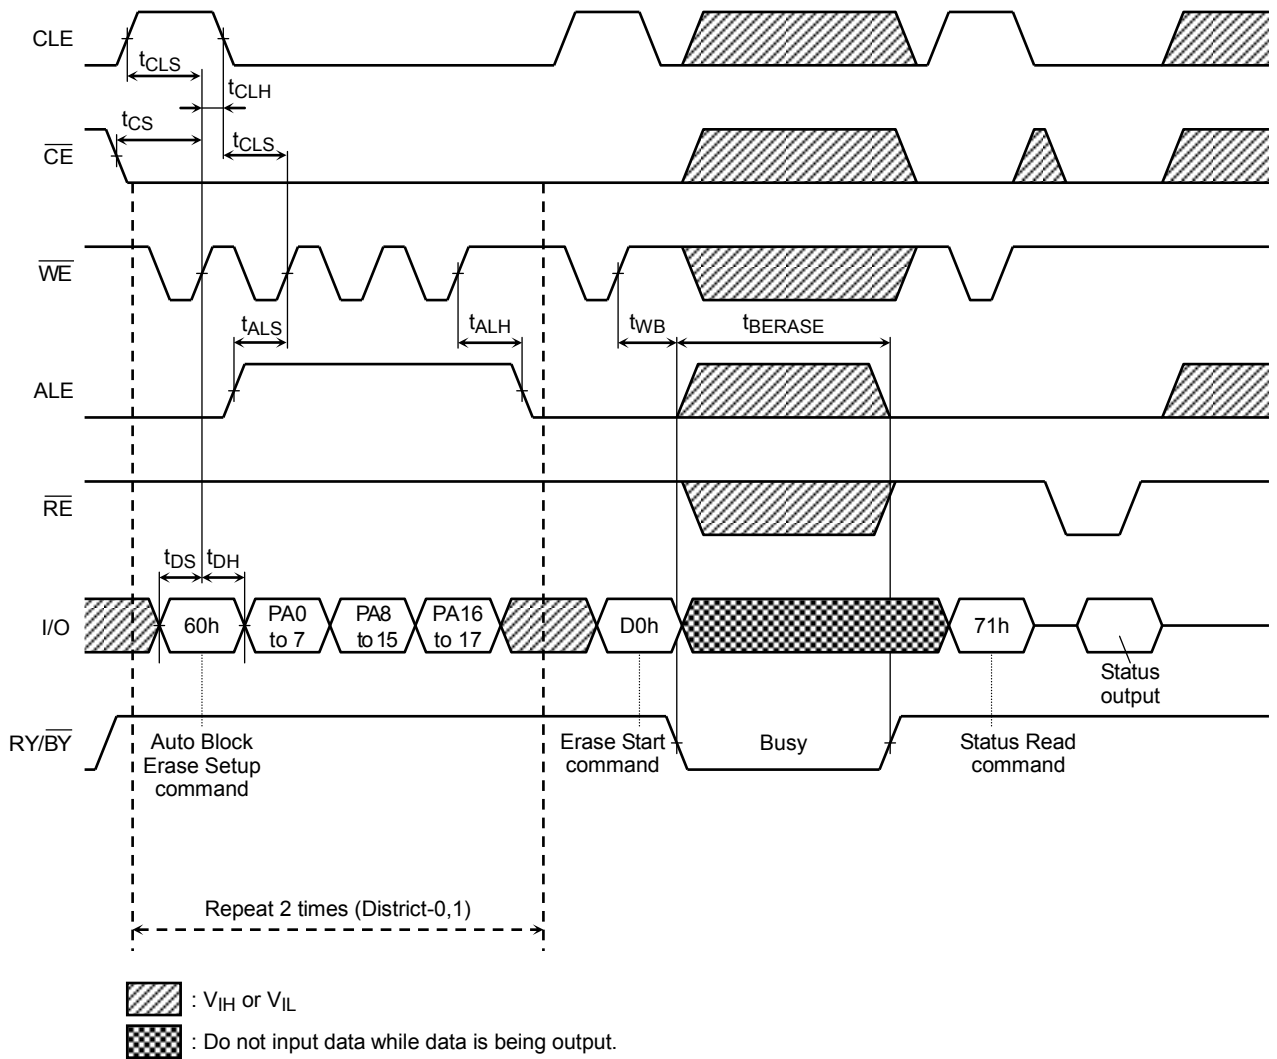 CLE
tCLS
tCLH
tCS
tCLS
CE
WE
tALS
tALH
tWB
tBERASE
ALE
RE
tDS
tDH
I/O
60h
PA0
to 7
PA8
to 15
PA16
to 17
D0h
71h
Status
output
RY/BY
Auto Block
Erase Setup
command
Erase Start
command
Busy
Status Read
command
Repeat 2 times (District-0,1)
: VIH or VIL
: Do not input data while data is being output.